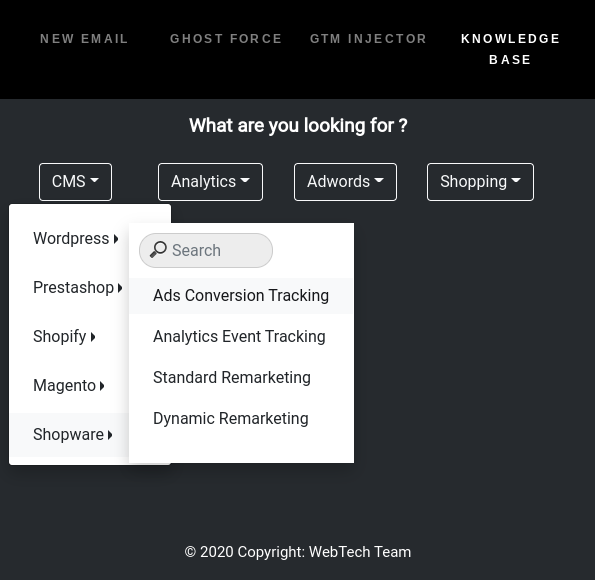 NEW EMAIL
GHOST FORCE
GTM INJECTOR
KNOWLEDGE
BASE
What are you looking for ?
CMS
Analytics
Adwords
Shopping
Wordpress
Prestashop
Shopify
Magento
Shopware
Search
Ads Conversion Tracking
Analytics Event Tracking
Standard Remarketing
Dynamic Remarketing
© 2020 Copyright: WebTech Team